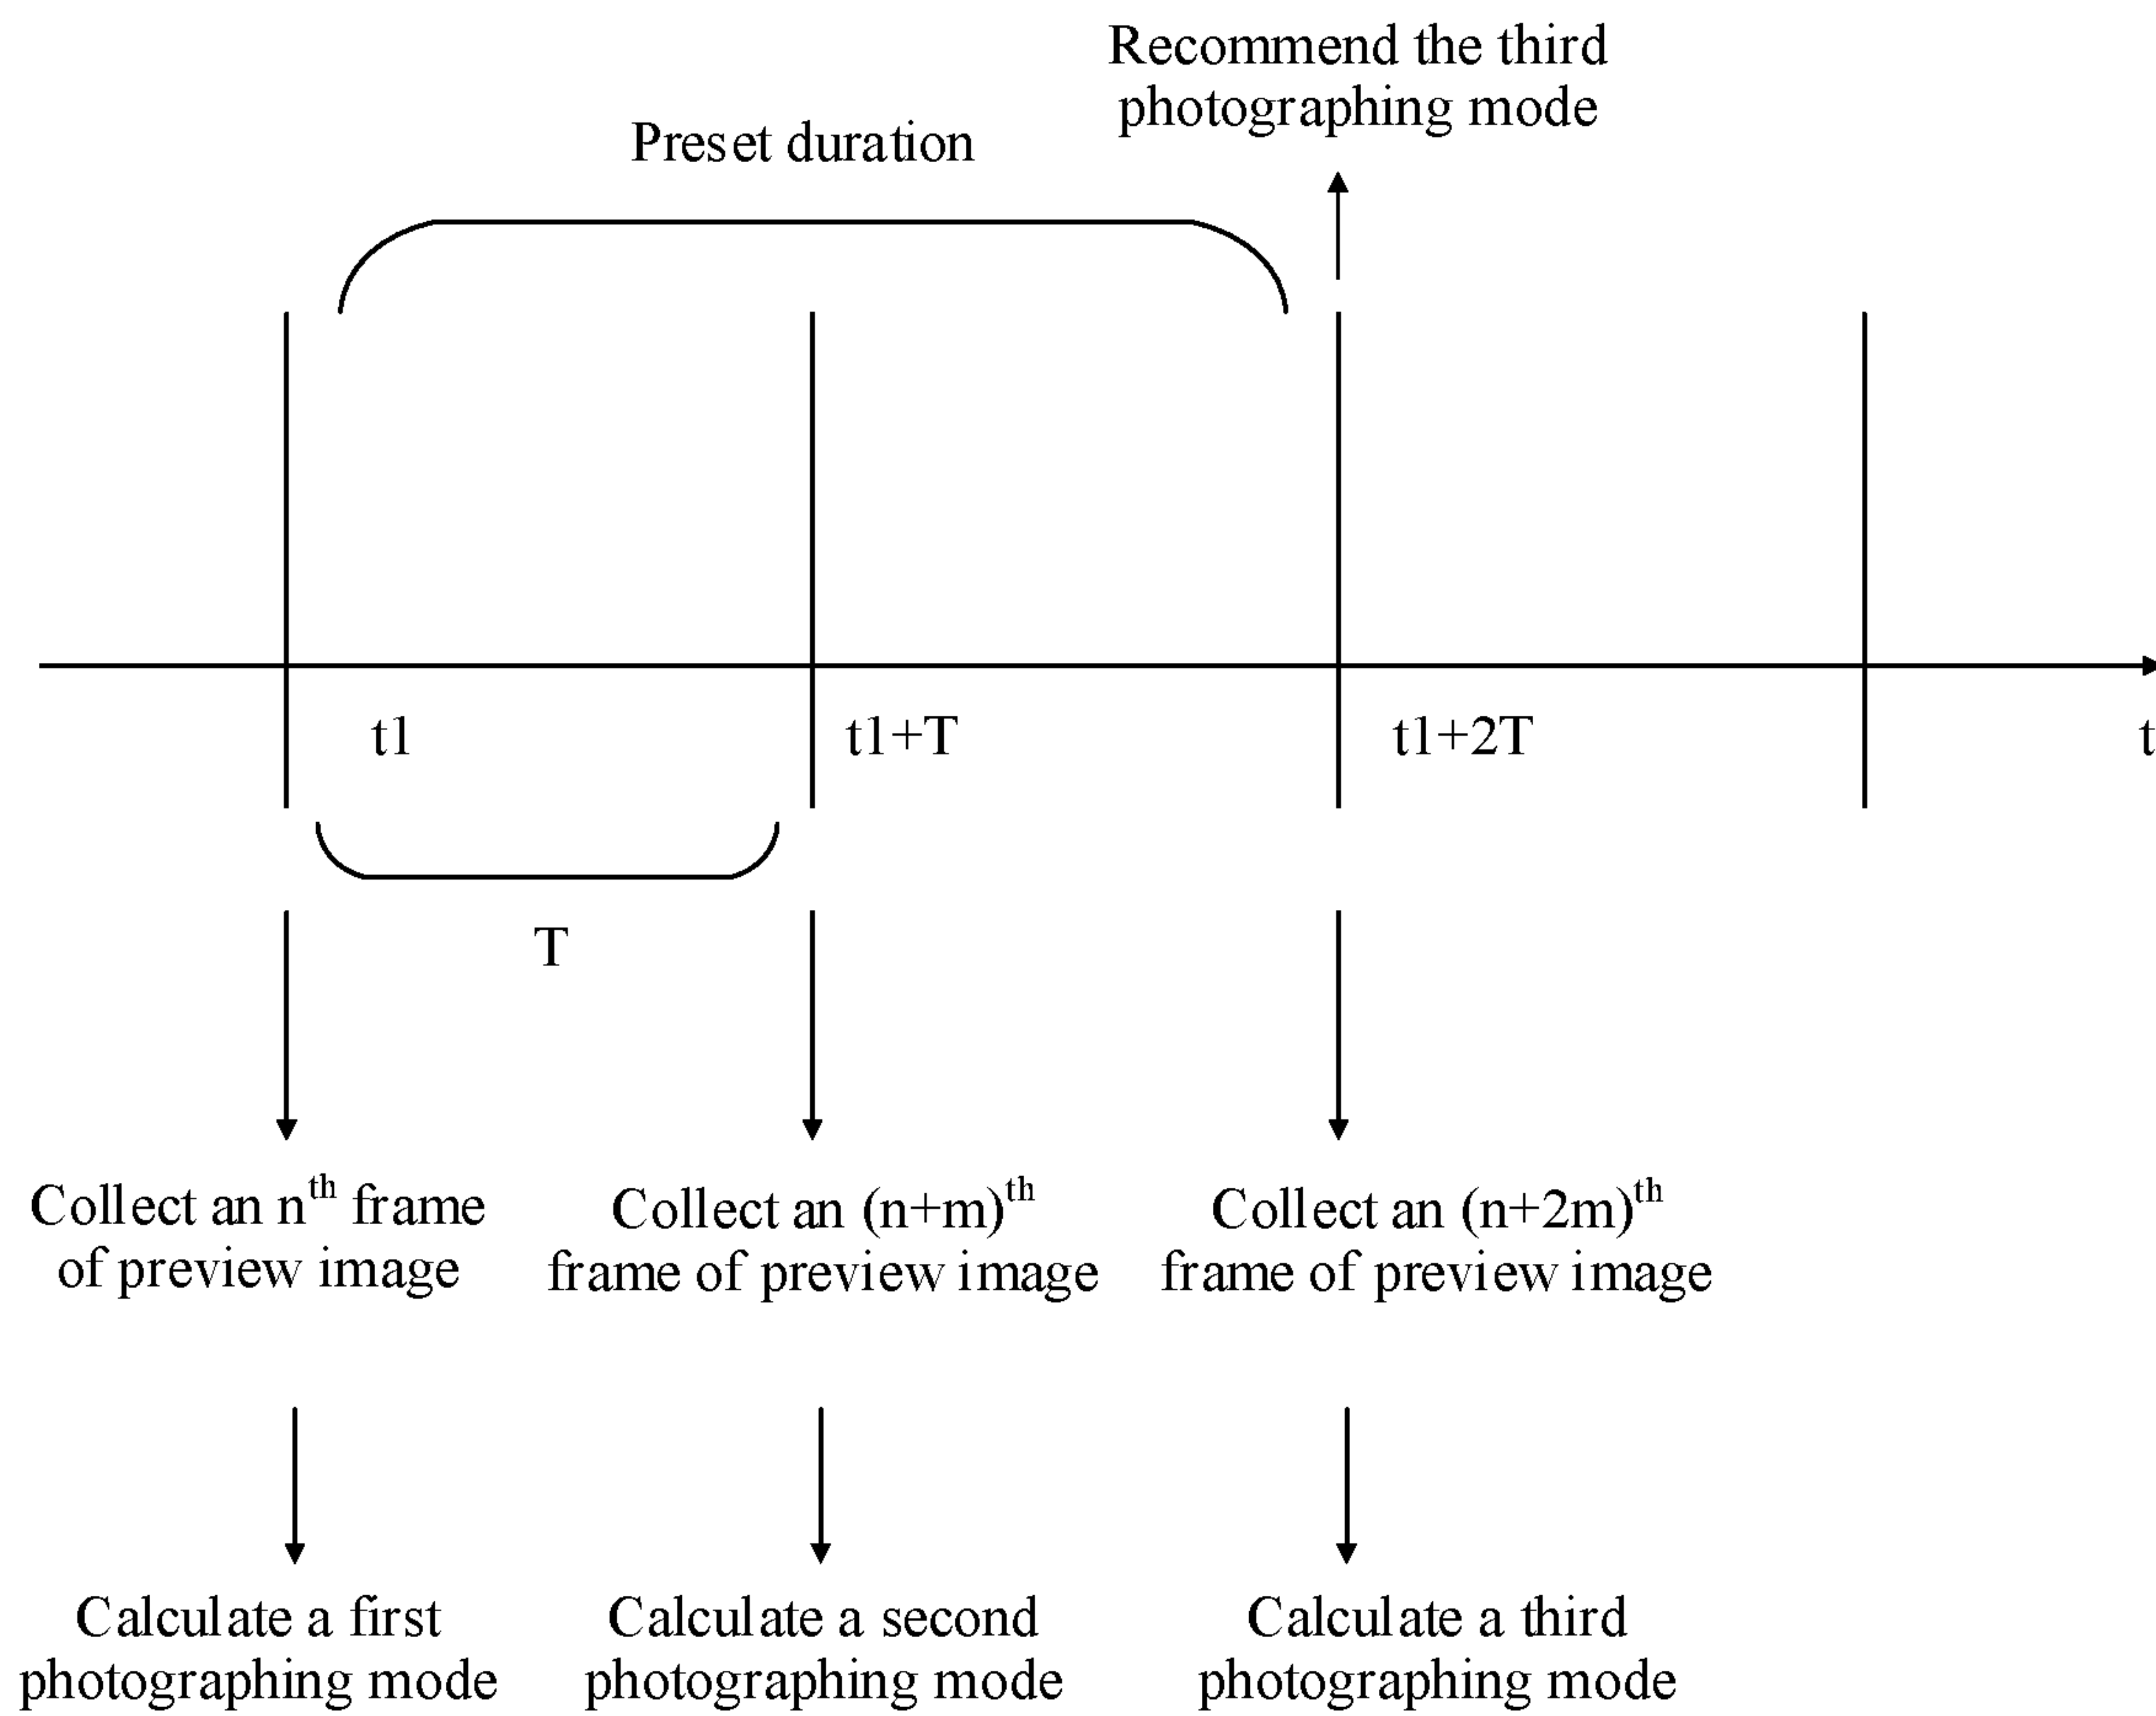 Recommend the third
photographing mode
Preset duration
t1
t1+T
t1+2T
t
T
Collect an nth frame
of preview image
Collect an (n+m)th
frame of preview image
Collect an (n+2m)th
frame of preview image
Calculate a first
photographing mode
Calculate a second
photographing mode
Calculate a third
photographing mode